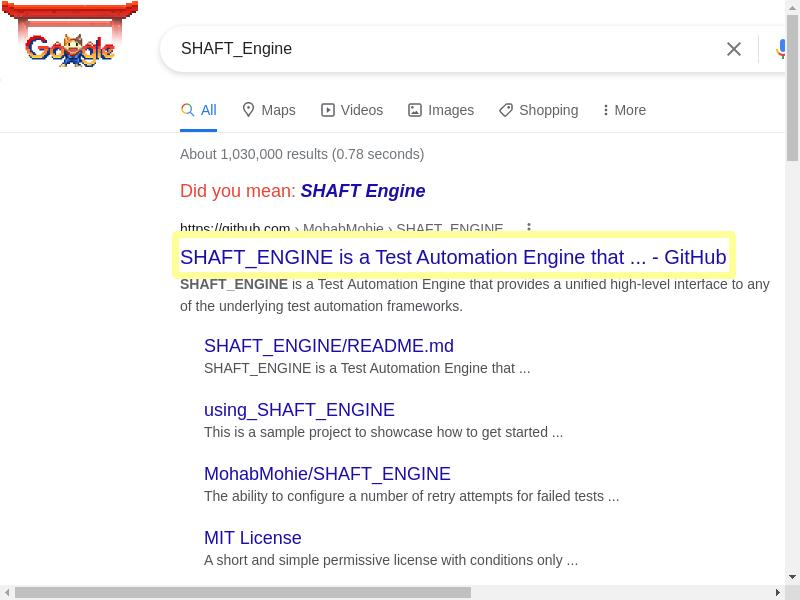 Google
SHAFT_Engine
All Maps Videos Images Shopping More
About 1,030,000 results (0.78 seconds)
Did you mean: SHAFT Engine
https://github.com › MohabMohie › SHAFT_ENGINE
SHAFT_ENGINE is a Test Automation Engine that ... - GitHub
SHAFT_ENGINE is a Test Automation Engine that provides a unified high-level interface to any
of the underlying test automation frameworks.
SHAFT_ENGINE/README.md
SHAFT_ENGINE is a Test Automation Engine that ...
using_SHAFT_ENGINE
This is a sample project to showcase how to get started ...
MohabMohie/SHAFT_ENGINE
The ability to configure a number of retry attempts for failed tests ...
MIT License
A short and simple permissive license with conditions only ...